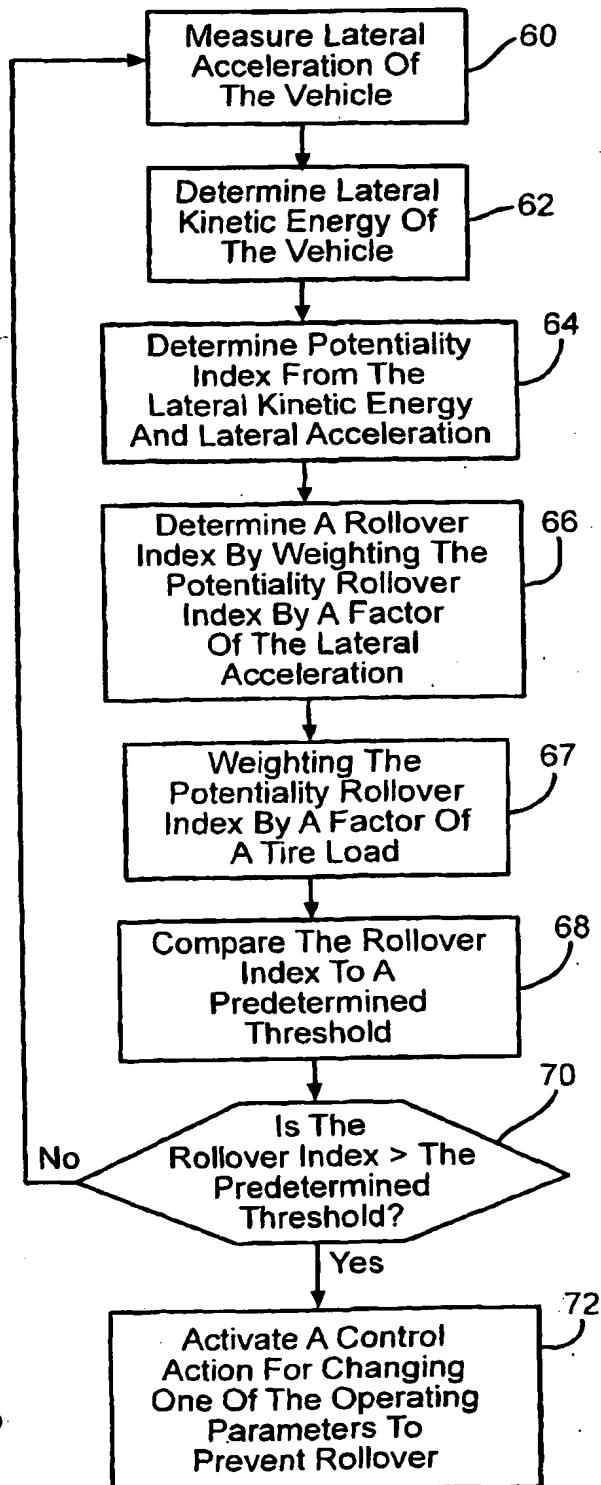 Measure Lateral
Acceleration Of
The Vehicle
60
Determine Lateral
Kinetic Energy Of
The Vehicle
62
Determine Potentiality
Index From The
Lateral Kinetic Energy
And Lateral Acceleration
64
Determine A Rollover
Index By Weighting The
Potentiality Rollover
Index By A Factor
Of The Lateral
Acceleration
66
Weighting The
Potentiality Rollover
Index By A Factor Of
A Tire Load
67
Compare The Rollover
Index To A
Predetermined
Threshold
68
Is The
Rollover Index > The
Predetermined
Threshold?
70
No
Yes
Activate A Control
Action For Changing
One Of The Operating
Parameters To
Prevent Rollover
72